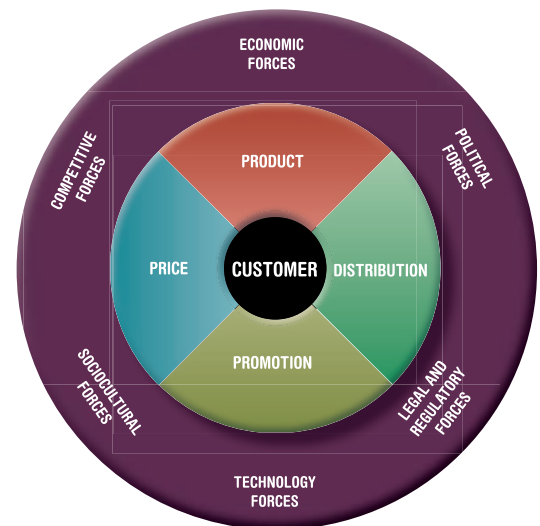 ECONOMIC
FORCES
COMPETITIVE
FORCES
POLITICAL
FORCES
PRODUCT
PRICE
CUSTOMER
DISTRIBUTION
PROMOTION
SOCIOCULTURAL
FORCES
LEGAL AND
REGULATORY
FORCES
TECHNOLOGY
FORCES